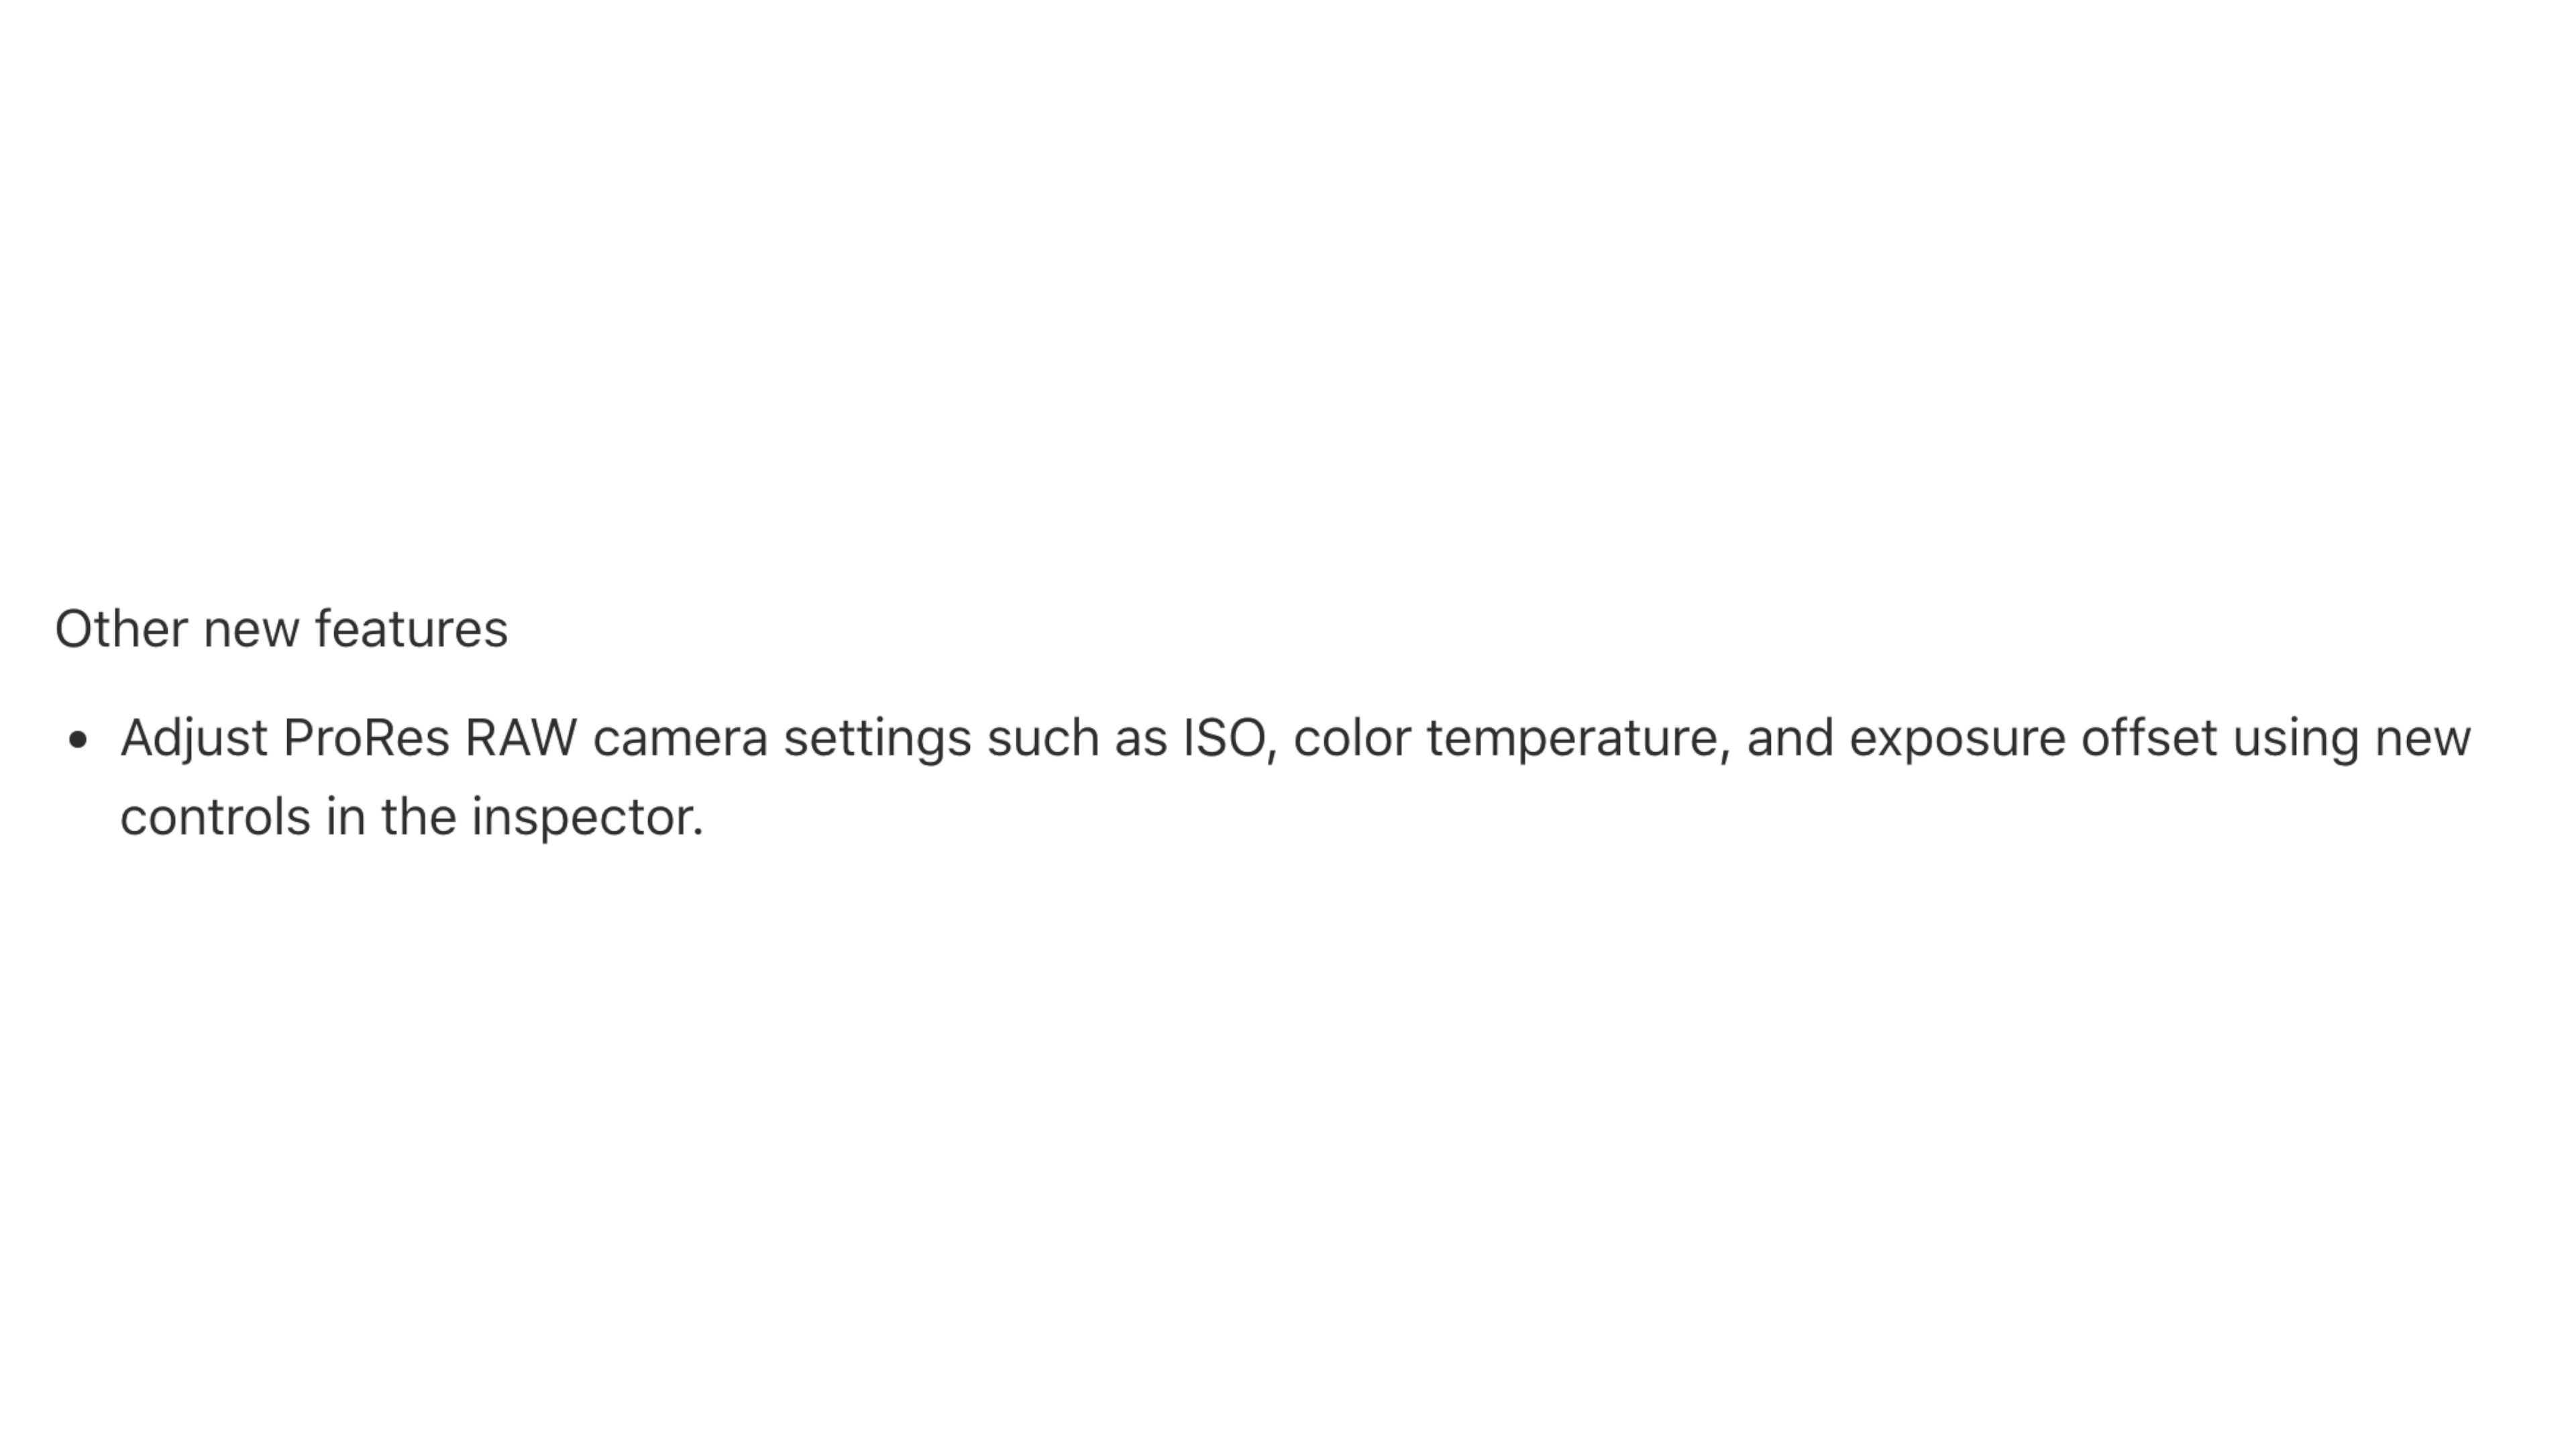 Other new features
• Adjust ProRes RAW camera settings such as ISO, color temperature, and exposure offset using new
controls in the inspector.